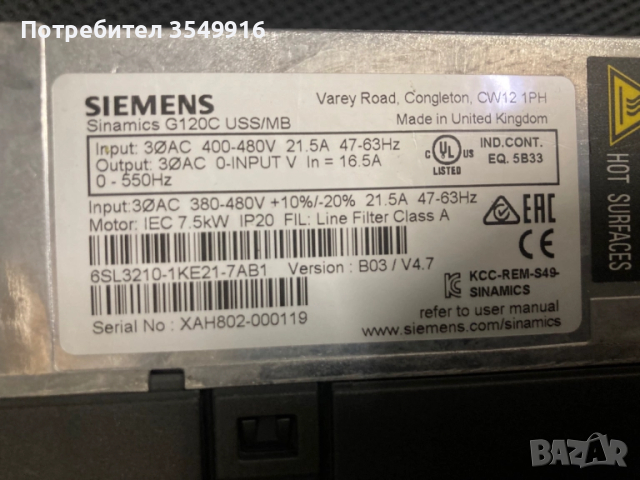 Потребител 3549916
SIEMENS
Sinamics G120C USS/MB
Varey Road, Congleton, CW12 1PH
Made in United Kingdom
Input: 3ØAC 400-480V 21.5A 47-63Hz
Output: 3ØAC 0-INPUT V In = 16.5A
0 - 550Hz
C UL US
LISTED
IND.CONT.
EQ. 5B33
Input:3ØAC 380-480V +10%/-20% 21.5A 47-63Hz
Motor: IEC 7.5kW IP20 FIL: Line Filter Class A
EAC
CE
6SL3210-1KE21-7AB1 Version : B03 / V4.7
KCC-REM-S49-
SINAMICS
Serial No : XAH802-000119
refer to user manual
www.siemens.com/sinamics
HOT SURFACES
BAZAR